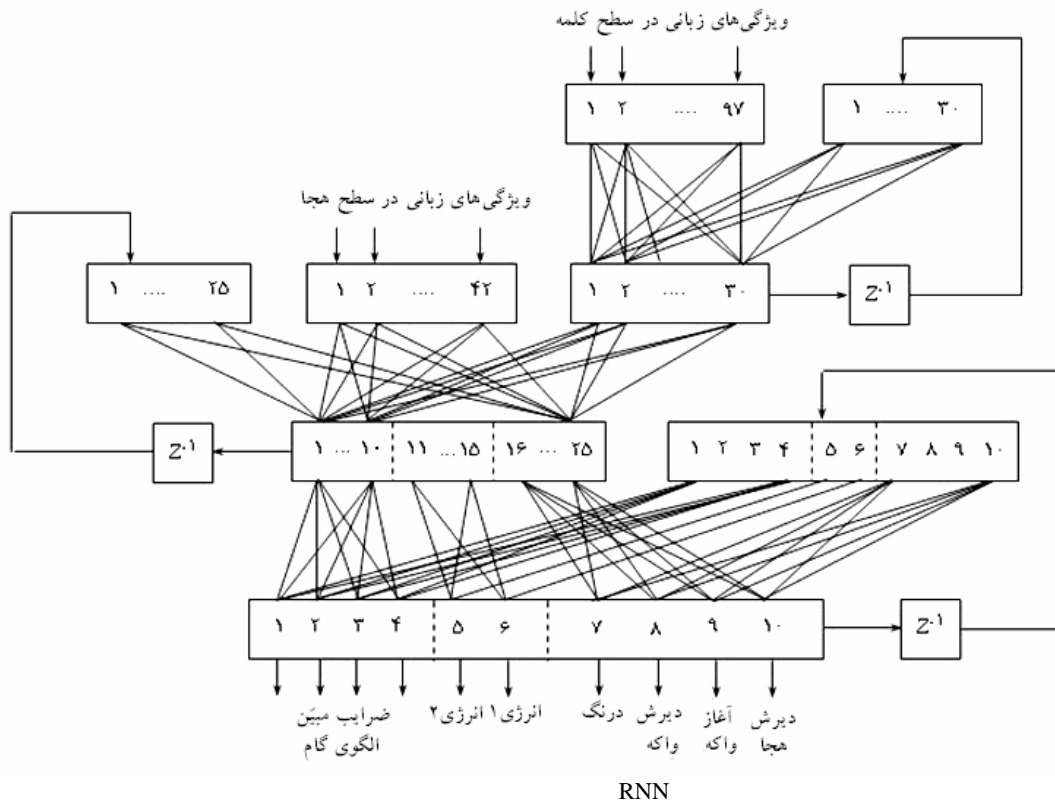 ویژگی‌های زبانی در سطح کلمه
۱ ۲ .... ۹۷
۱ .... ۳۰
ویژگی‌های زبانی در سطح هجا
۱ .... ۲۵
۱ ۲ .... ۴۲
۱ ۲ .... ۳۰
Z-1
Z-1
۱ ... ۱۰ ۱۱ ... ۱۵ ۱۶ ... ۲۵
۱ ۲ ۳ ۴ ۵ ۶ ۷ ۸ ۹ ۱۰
۱ ۲ ۳ ۴ ۵ ۶ ۷ ۸ ۹ ۱۰
Z-1
ضرایب مبیّن
الگوی گام
انرژی۲
انرژی۱
درنگ
دیرش
واکه
آغاز
واکه
دیرش
هجا
RNN